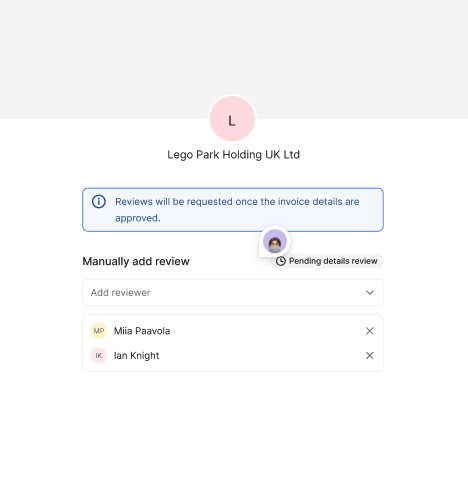 L
Lego Park Holding UK Ltd
Reviews will be requested once the invoice details are
approved.
Manually add review
Pending details review
Add reviewer
MP Miia Paavola
IK Ian Knight